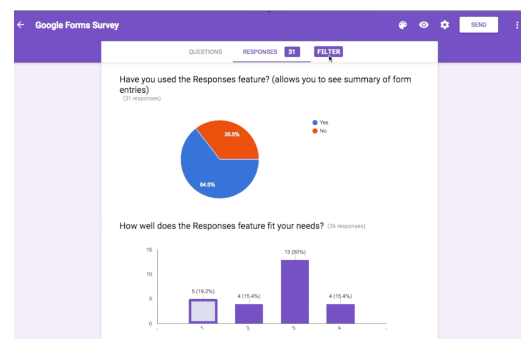 Google Forms Survey
SEND
QUESTIONS RESPONSES 31 FILTER
Have you used the Responses feature? (allows you to see summary of form
entries)
(31 responses)
Yes
No
35.5%
64.5%
How well does the Responses feature fit your needs? (26 responses)
15
13 (50%)
10
5 (19.2%)
4 (15.4%)
4 (15.4%)
5
0
1 2 3 4